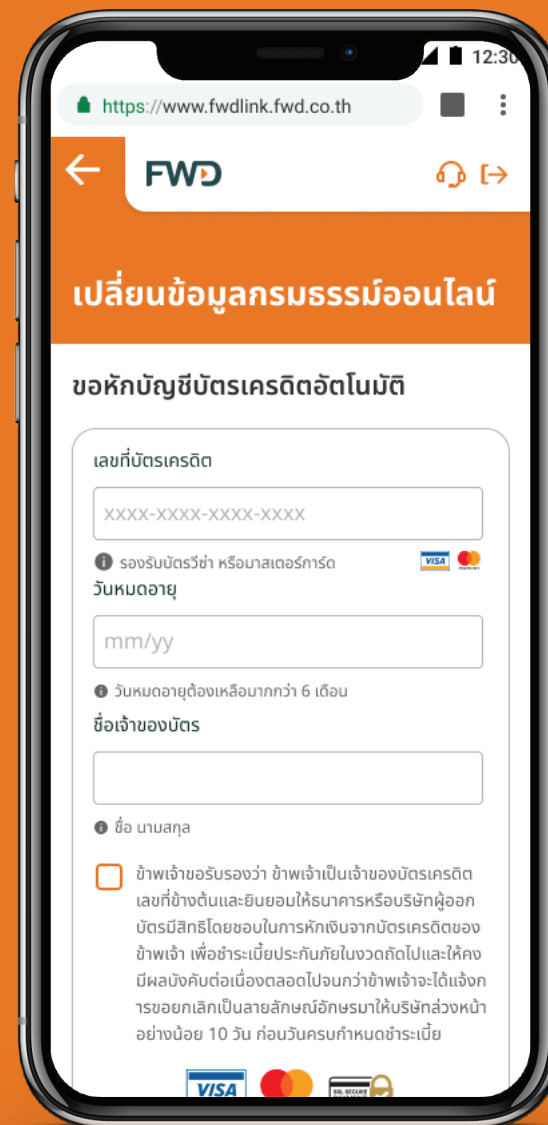 12:30
https://www.fwdlink.fwd.co.th
FWD
เปลี่ยนข้อมูลกรมธรรม์ออนไลน์
ขอหักบัญชีบัตรเครดิตอัตโนมัติ
เลขที่บัตรเครดิต
xxxx-xxxx-xxxx-xxxx
รองรับบัตรวีซ่า หรือมาสเตอร์การ์ด
VISA
วันหมดอายุ
mm/yy
วันหมดอายุต้องเหลือมากกว่า 6 เดือน
ชื่อเจ้าของบัตร
ชื่อ นามสกุล
ข้าพเจ้าขอรับรองว่า ข้าพเจ้าเป็นเจ้าของบัตรเครดิต
เลขที่ข้างต้นและยินยอมให้ธนาคารหรือบริษัทผู้ออก
บัตรมีสิทธิโดยชอบในการหักเงินจากบัตรเครดิตของ
ข้าพเจ้า เพื่อชำระเบี้ยประกันภัยในงวดถัดไปและให้คง
มีผลบังคับต่อเนื่องตลอดไปจนกว่าข้าพเจ้าจะได้แจ้งก
ารขอยกเลิกเป็นลายลักษณ์อักษรมาให้บริษัทล่วงหน้า
อย่างน้อย 10 วัน ก่อนวันครบกำหนดชำระเบี้ย
VISA
SSL SECURE